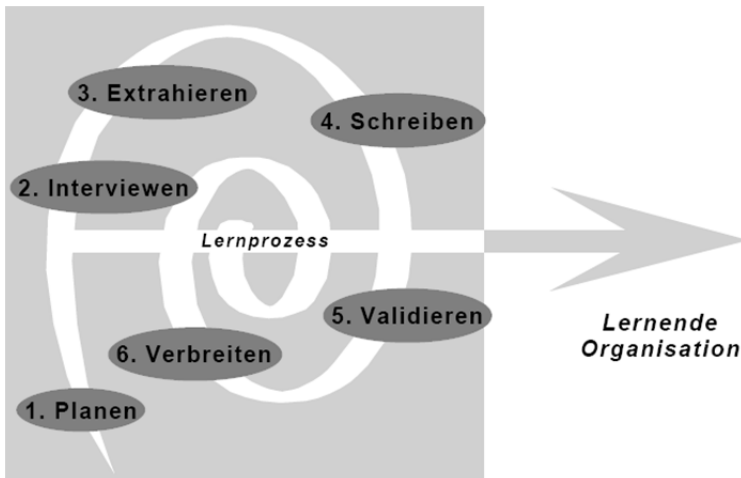 3. Extrahieren
4. Schreiben
2. Interviewen
Lernprozess
5. Validieren
Lernende
Organisation
6. Verbreiten
1. Planen